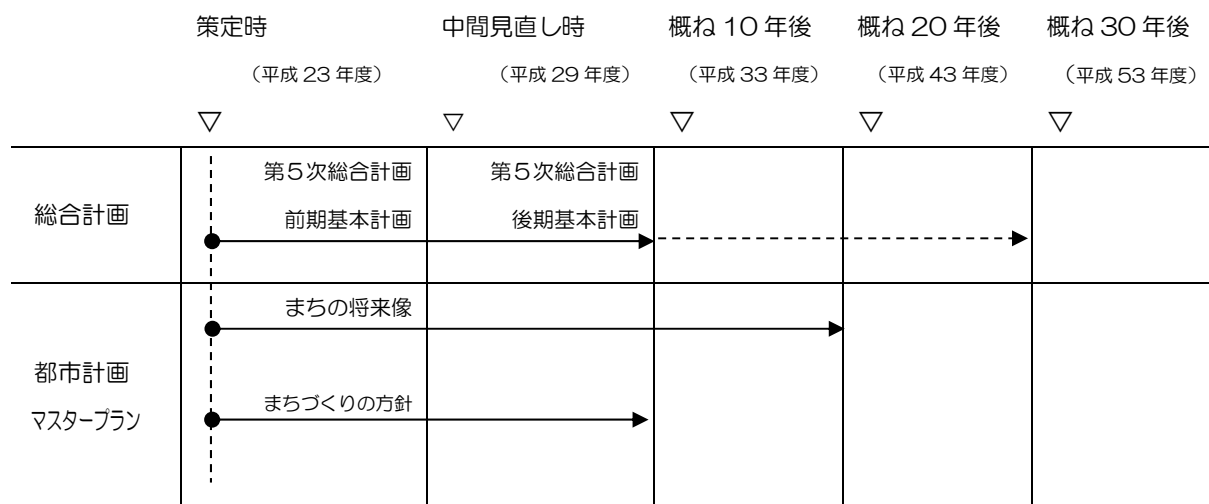 策定時 中間見直し時 概ね 10 年後 概ね 20 年後 概ね 30 年後
（平成 23 年度） （平成 29 年度） （平成 33 年度） （平成 43 年度） （平成 53 年度）
▽ ▽ ▽ ▽ ▽
総合計画
第５次総合計画
前期基本計画
第５次総合計画
後期基本計画
都市計画
マスタープラン
まちの将来像
まちづくりの方針